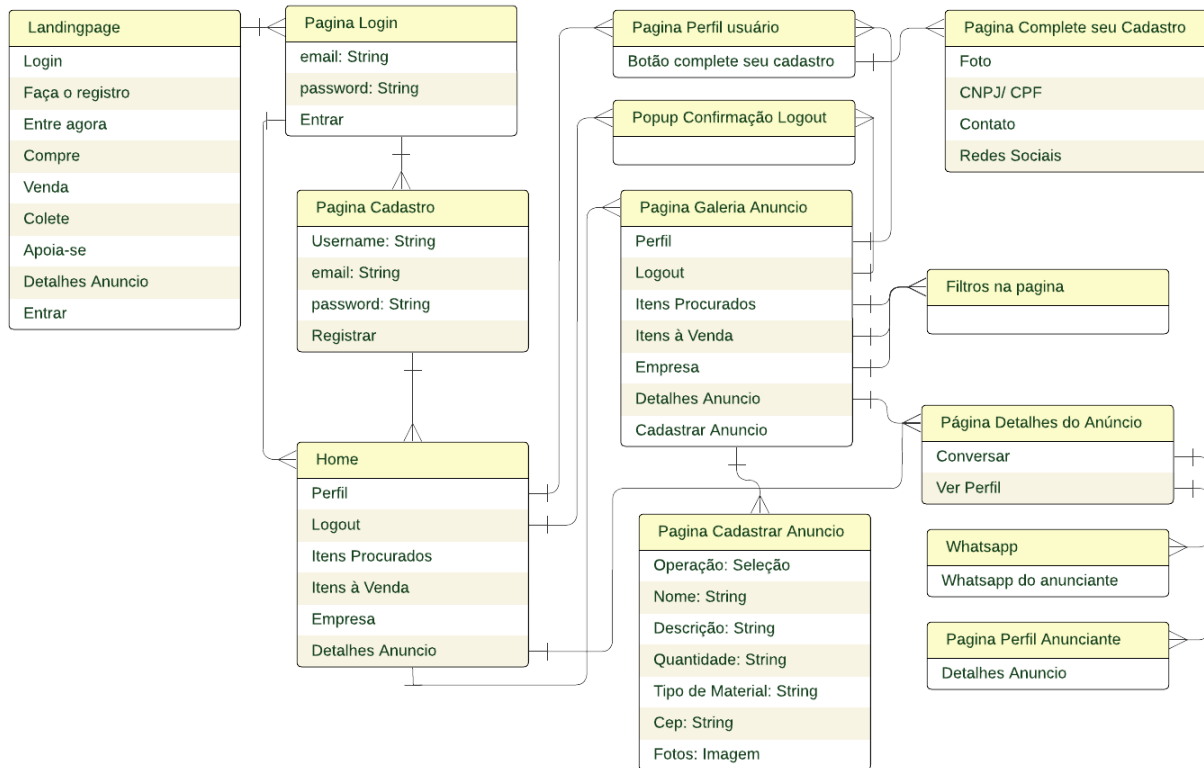 Landingpage
Login
Faça o registro
Entre agora
Compre
Venda
Colete
Apoia-se
Detalhes Anuncio
Entrar
Pagina Login
email: String
password: String
Entrar
Pagina Cadastro
Username: String
email: String
password: String
Registrar
Home
Perfil
Logout
Itens Procurados
Itens à Venda
Empresa
Detalhes Anuncio
Pagina Perfil usuário
Botão complete seu cadastro
Popup Confirmação Logout
Pagina Galeria Anuncio
Perfil
Logout
Itens Procurados
Itens à Venda
Empresa
Detalhes Anuncio
Cadastrar Anuncio
Pagina Cadastrar Anuncio
Operação: Seleção
Nome: String
Descrição: String
Quantidade: String
Tipo de Material: String
Cep: String
Fotos: Imagem
Pagina Complete seu Cadastro
Foto
CNPJ/ CPF
Contato
Redes Sociais
Filtros na pagina
Página Detalhes do Anúncio
Conversar
Ver Perfil
Whatsapp
Whatsapp do anunciante
Pagina Perfil Anunciante
Detalhes Anuncio